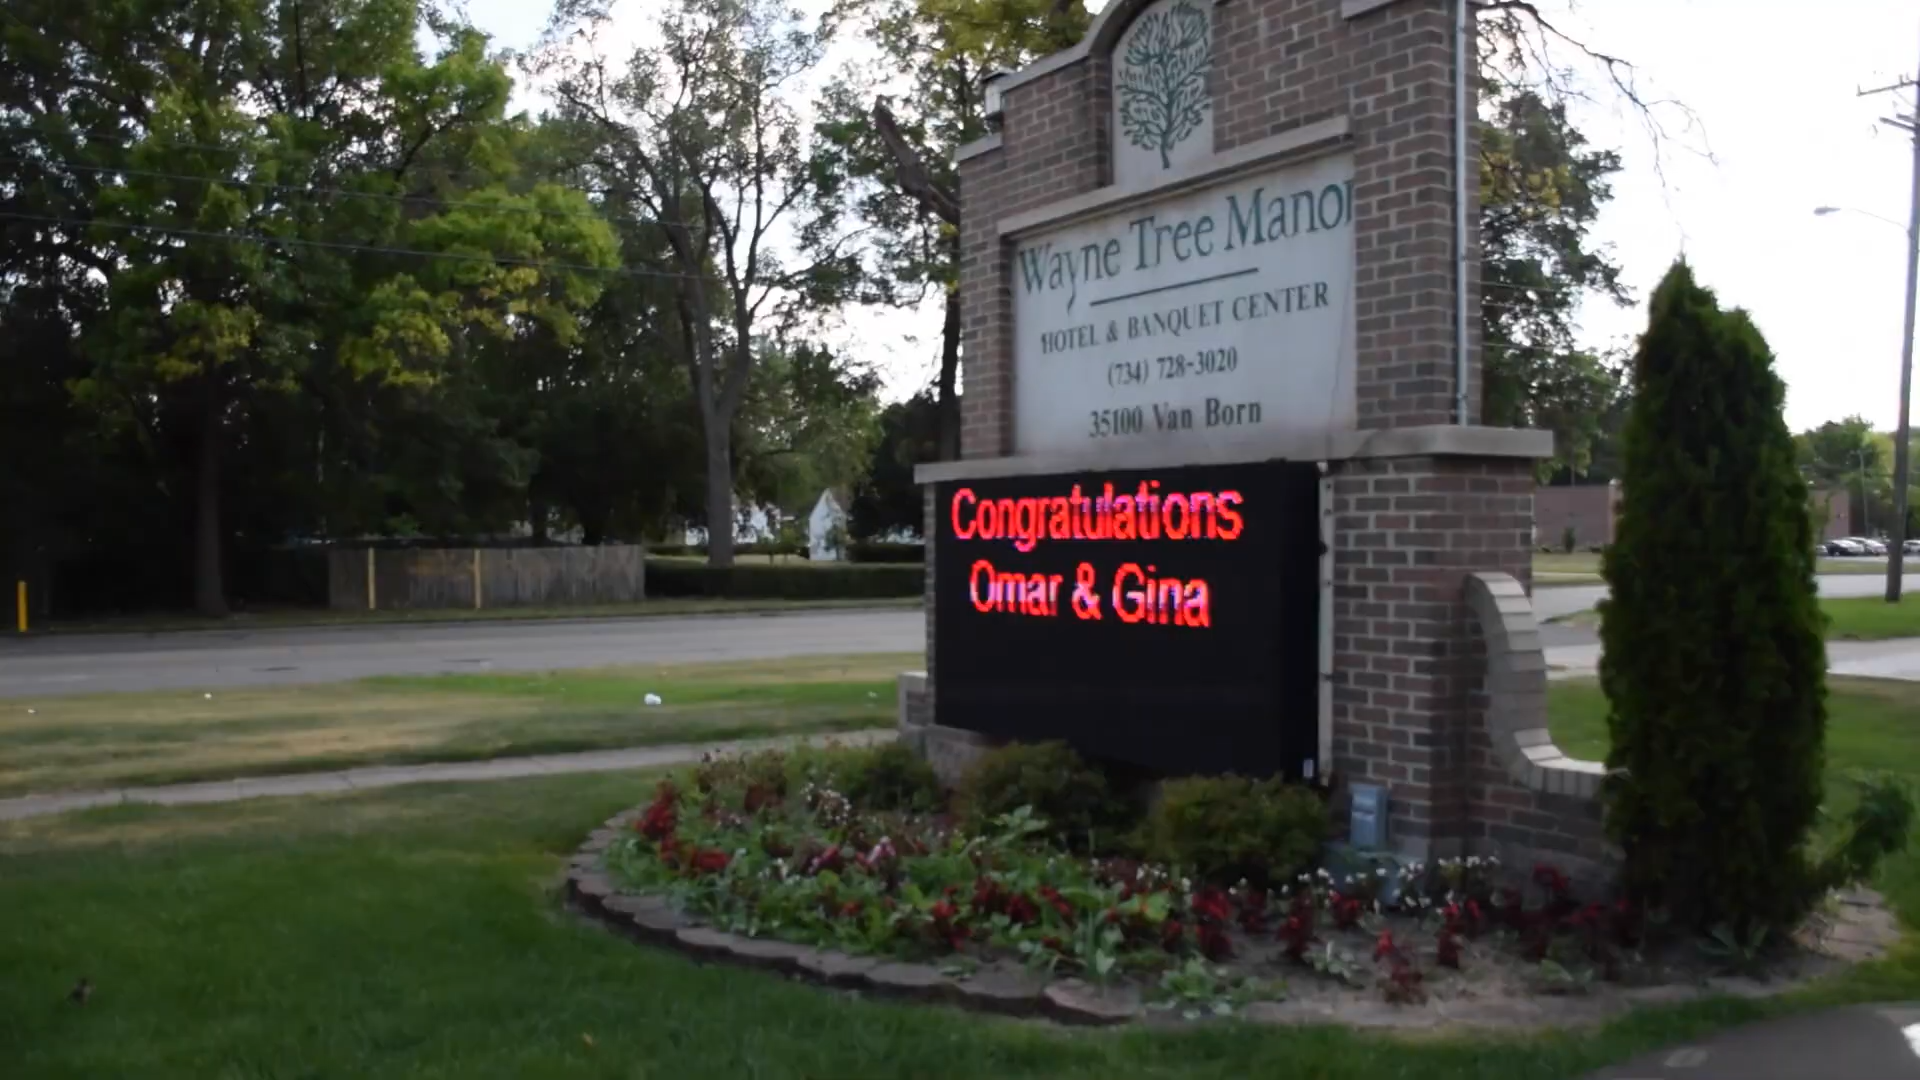 Wayne Tree Manor
HOTEL & BANQUET CENTER
(734) 728-3020
35100 Van Born
Congratulations
Omar & Gina